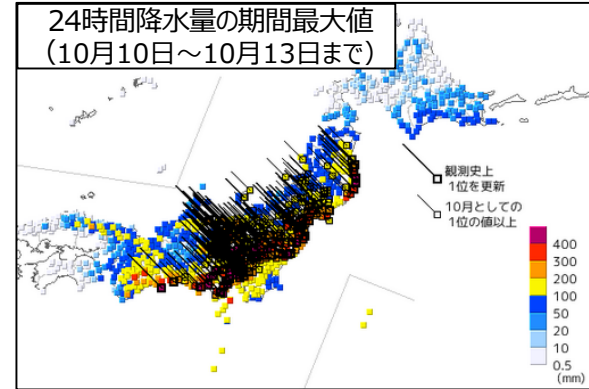 24時間降水量の期間最大値
（10月10日～10月13日まで）
観測史上
1位を更新
10月としての
1位の値以上
400
300
200
100
50
20
10
0.5
(mm)